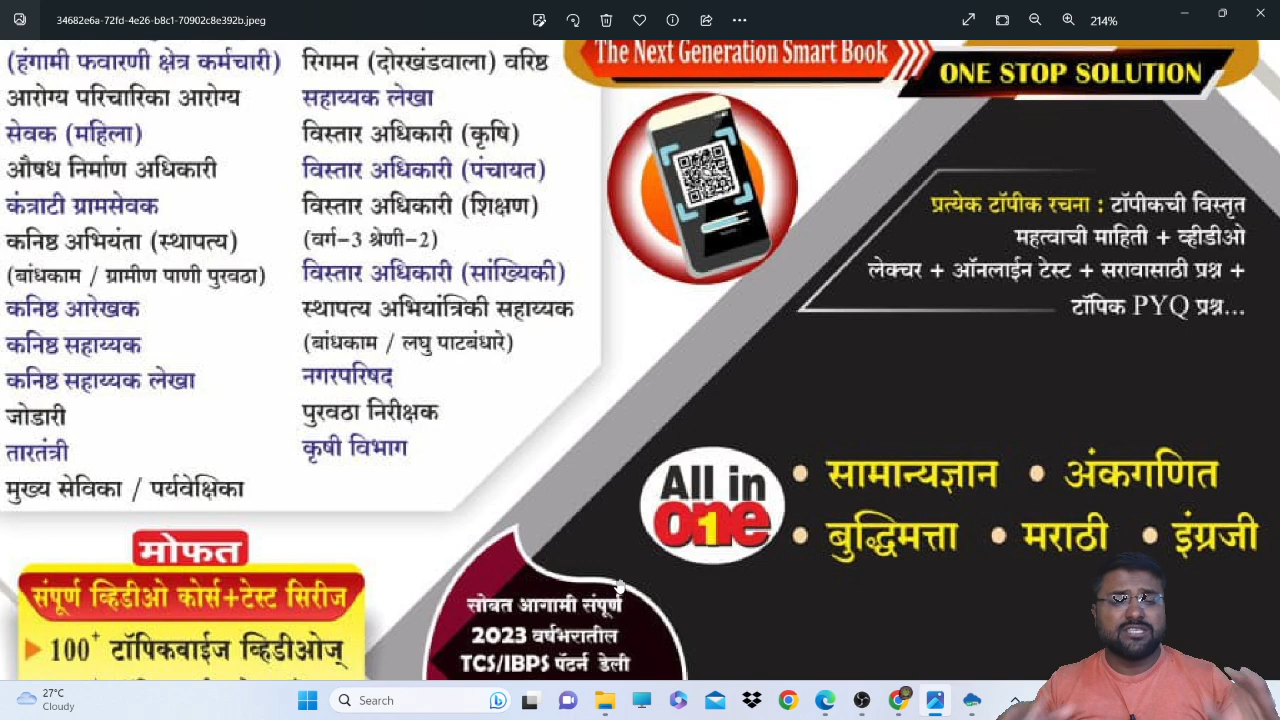 34682e6a-72fd-4e26-b8c1-70902c8e392b.jpeg
214%
(हंगामी फवारणी क्षेत्र कर्मचारी)
आरोग्य परिचारिका आरोग्य
सेवक (महिला)
औषध निर्माण अधिकारी
कंत्राटी ग्रामसेवक
कनिष्ठ अभियंता (स्थापत्य)
(बांधकाम / ग्रामीण पाणी पुरवठा)
कनिष्ठ आरेखक
कनिष्ठ सहाय्यक
कनिष्ठ सहाय्यक लेखा
जोडारी
तारतंत्री
मुख्य सेविका / पर्यवेक्षिका
रिगमन (दोरखंडवाला) वरिष्ठ
सहाय्यक लेखा
विस्तार अधिकारी (कृषि)
विस्तार अधिकारी (पंचायत)
विस्तार अधिकारी (शिक्षण)
(वर्ग-3 श्रेणी-2)
विस्तार अधिकारी (सांख्यिकी)
स्थापत्य अभियांत्रिकी सहाय्यक
(बांधकाम / लघु पाटबंधारे)
नगरपरिषद
पुरवठा निरीक्षक
कृषी विभाग
The Next Generation Smart Book
ONE STOP SOLUTION
प्रत्येक टॉपीक रचना : टॉपीकची विस्तृत
महत्वाची माहिती + व्हीडीओ
लेक्चर + ऑनलाईन टेस्ट + सरावासाठी प्रश्न +
टॉपिक PYQ प्रश्न...
All in
one 1
• सामान्यज्ञान • अंकगणित
• बुद्धिमत्ता • मराठी • इंग्रजी
मोफत
संपूर्ण व्हिडीओ कोर्स+टेस्ट सिरीज
100+ टॉपिकवाईज व्हिडीओज्
सोबत आगामी संपूर्ण
2023 वर्षभरातील
TCS/IBPS पॅटर्न डेली
27°C
Cloudy
Search